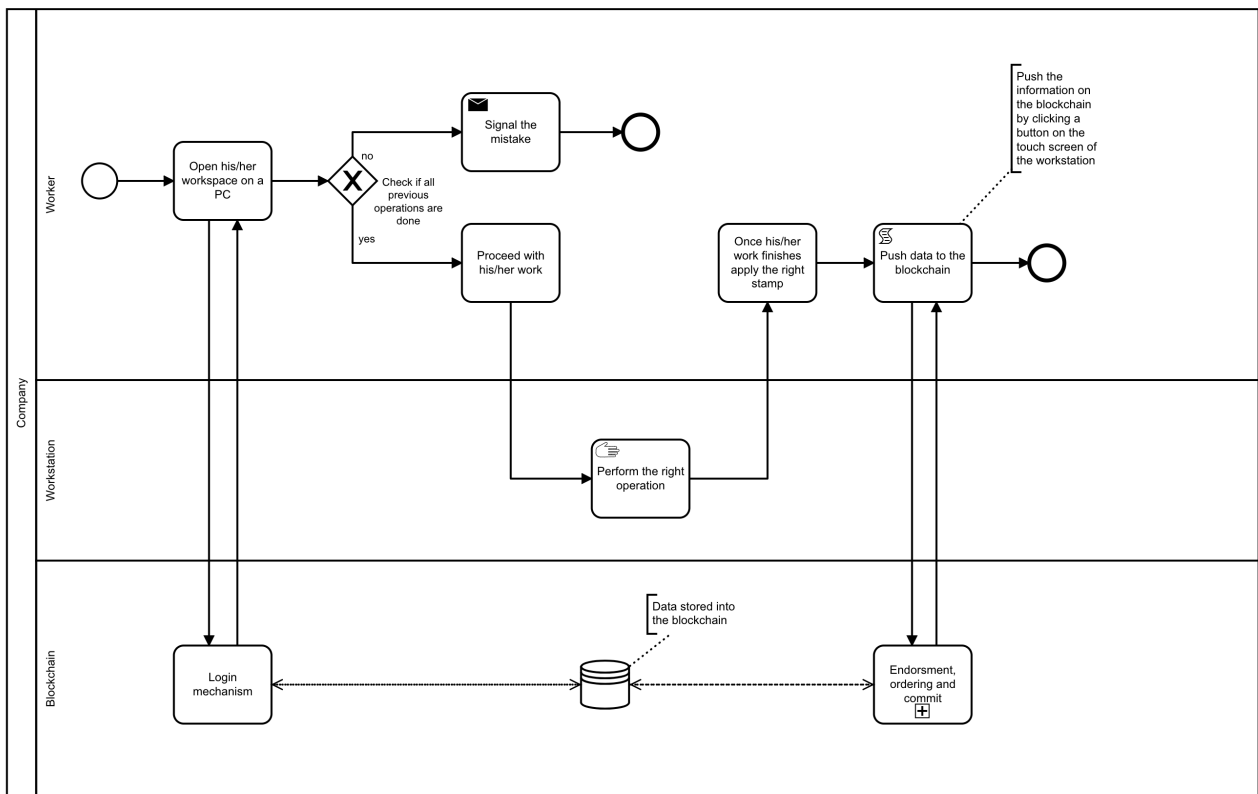 Company
Worker
Open his/her
workspace on a
PC
no
Check if all
previous
operations are
done
yes
Signal the
mistake
Proceed with
his/her work
Once his/her
work finishes
apply the right
stamp
Push data to the
blockchain
Push the
information on
the blockchain
by clicking a
button on the
touch screen of
the workstation
Workstation
Perform the right
operation
Blockchain
Login
mechanism
Data stored into
the blockchain
Endorsment,
ordering and
commit